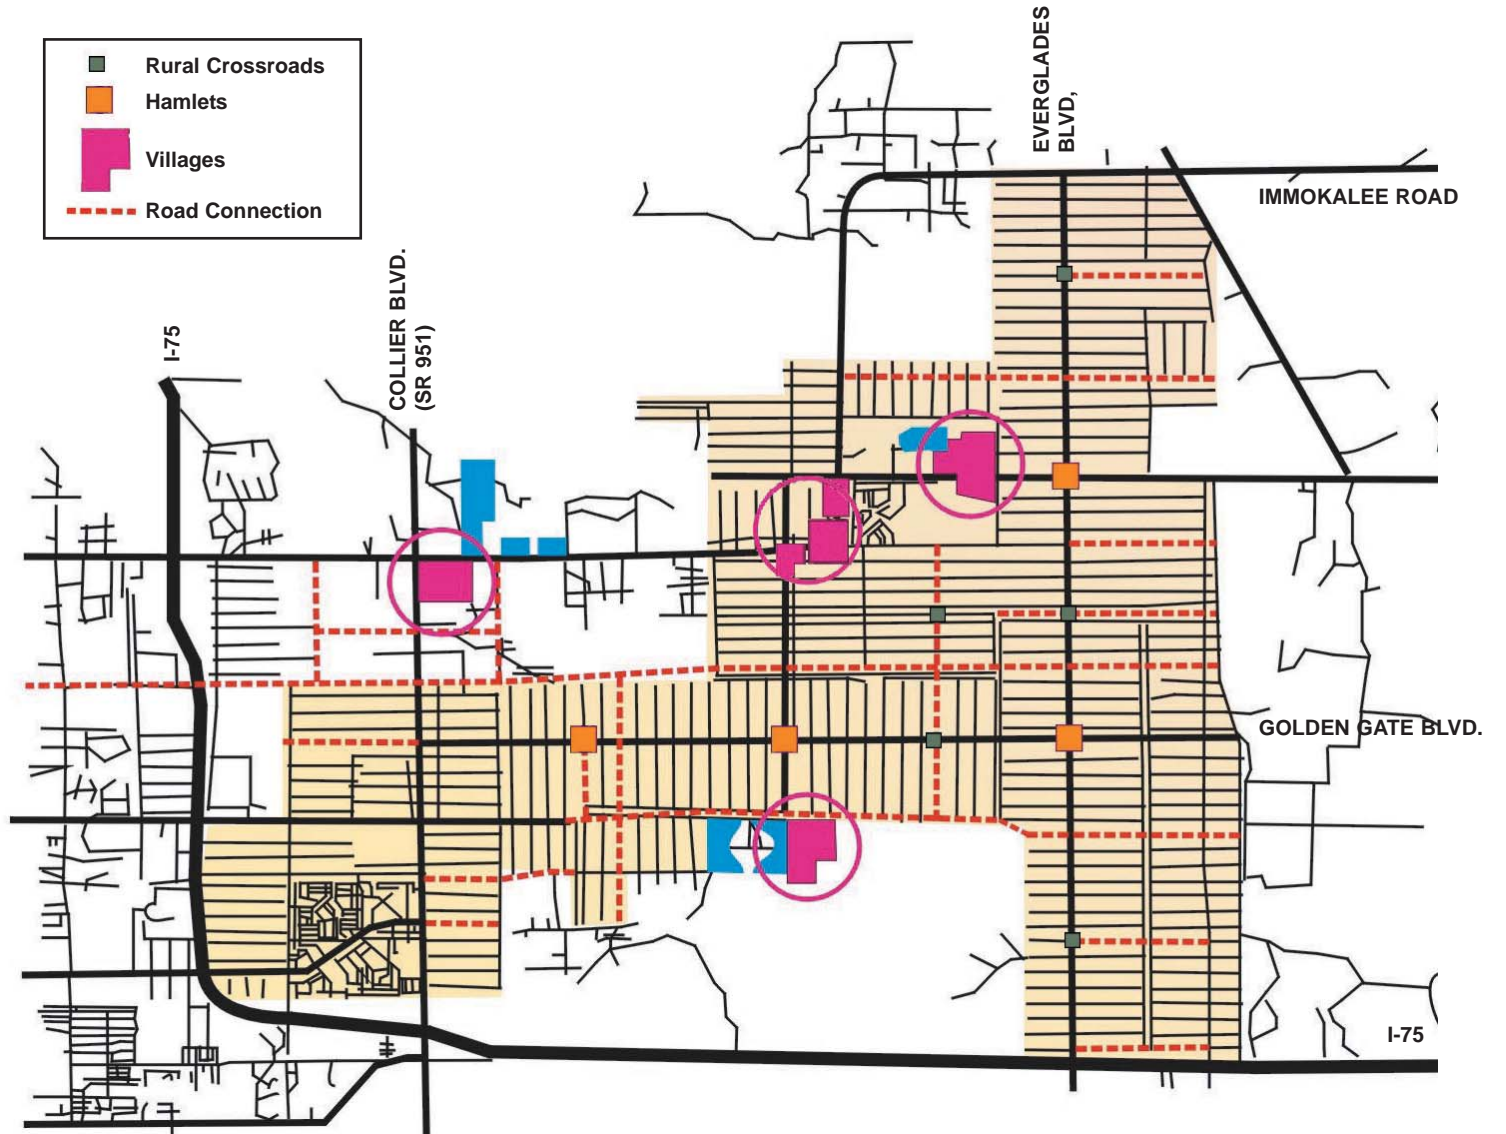 Rural Crossroads
Hamlets
Villages
Road Connection
EVERGLADES
BLVD,
IMMOKALEE ROAD
COLLIER BLVD.
(SR 951)
I-75
GOLDEN GATE BLVD.
I-75